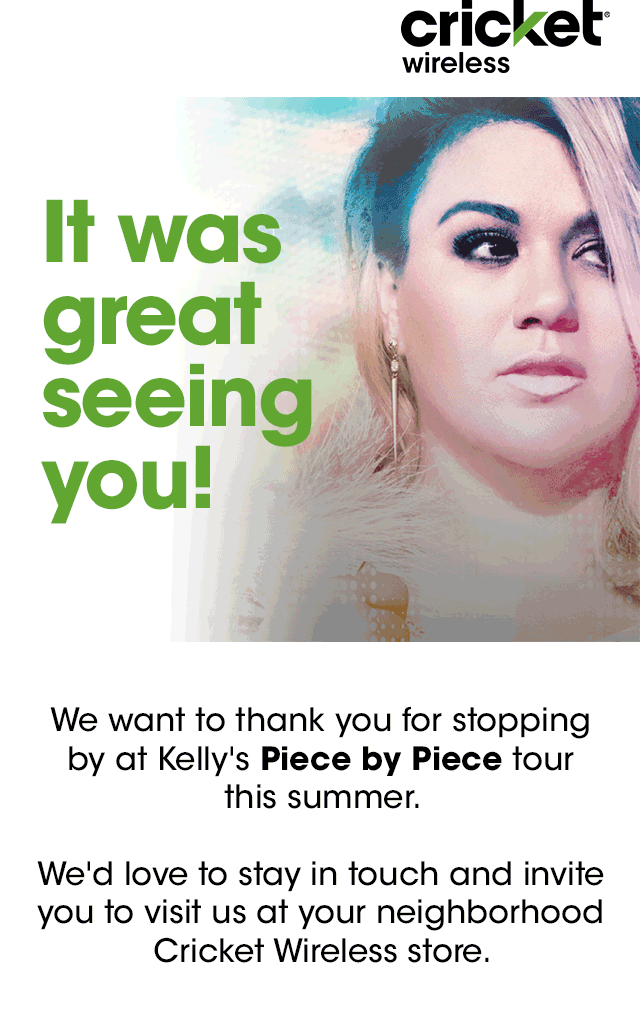 cricket®
wireless
It was
great
seeing
you!
We want to thank you for stopping
by at Kelly's Piece by Piece tour
this summer.
We'd love to stay in touch and invite
you to visit us at your neighborhood
Cricket Wireless store.